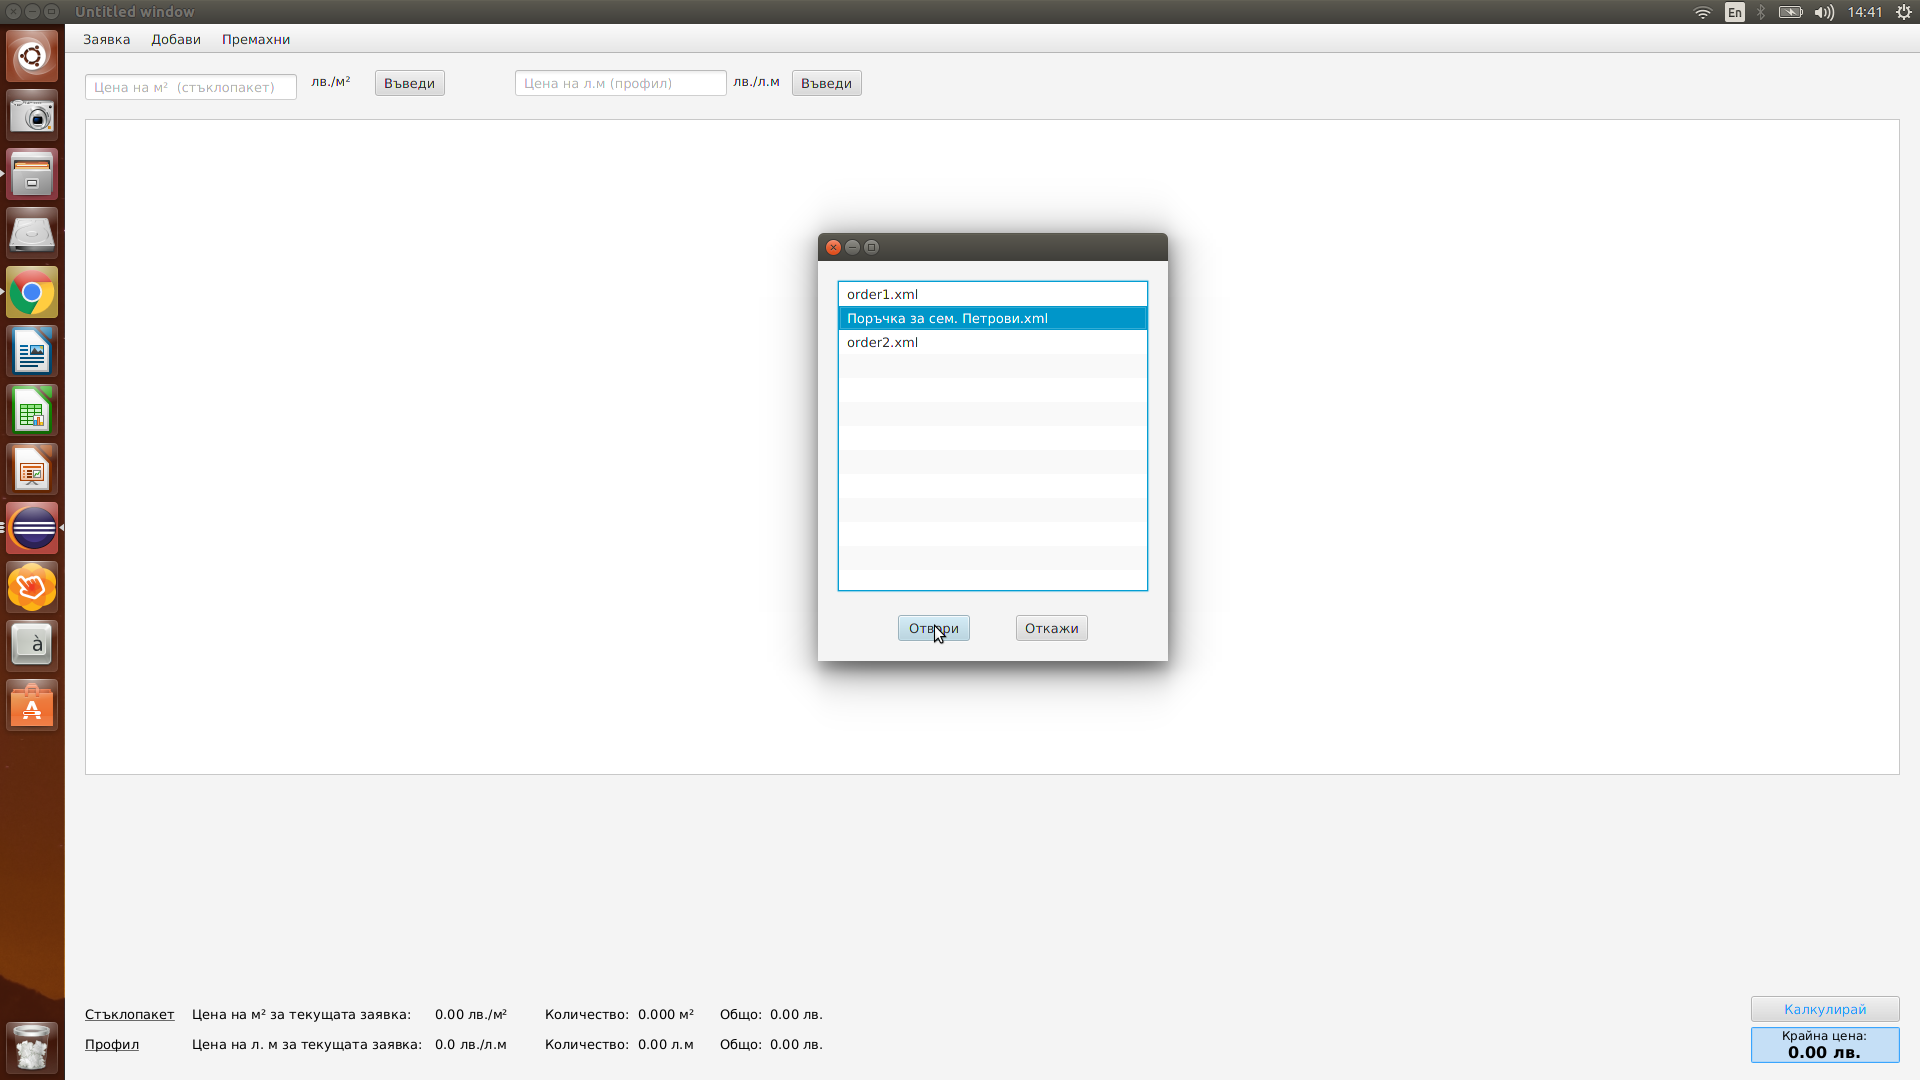 Untitled window
En
14:41
Заявка Добави Премахни
Цена на м² (стъклопакет) лв./м² Въведи Цена на л.м (профил) лв./л.м Въведи
order1.xml
Поръчка за сем. Петрови.xml
order2.xml
Отвори Откажи
à
Стъклопакет Цена на м² за текущата заявка: 0.00 лв./м² Количество: 0.000 м² Общо: 0.00 лв.
Профил Цена на л. м за текущата заявка: 0.0 лв./л.м Количество: 0.00 л.м Общо: 0.00 лв.
Калкулирай
Крайна цена:
0.00 лв.